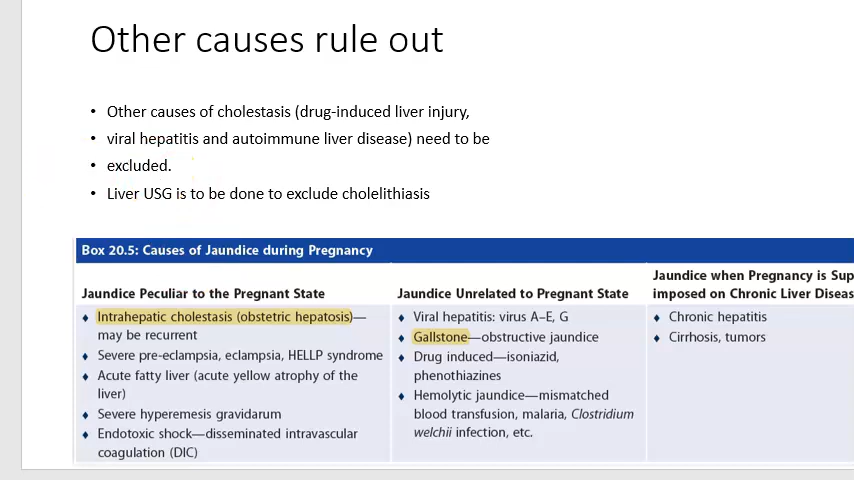 Other causes rule out
• Other causes of cholestasis (drug-induced liver injury,
• viral hepatitis and autoimmune liver disease) need to be
• excluded.
• Liver USG is to be done to exclude cholelithiasis
Box 20.5: Causes of Jaundice during Pregnancy
Jaundice Peculiar to the Pregnant State
♦ Intrahepatic cholestasis (obstetric hepatosis)—
may be recurrent
♦ Severe pre-eclampsia, eclampsia, HELLP syndrome
♦ Acute fatty liver (acute yellow atrophy of the
liver)
♦ Severe hyperemesis gravidarum
♦ Endotoxic shock—disseminated intravascular
coagulation (DIC)
Jaundice Unrelated to Pregnant State
♦ Viral hepatitis: virus A–E, G
♦ Gallstone—obstructive jaundice
♦ Drug induced—isoniazid,
phenothiazines
♦ Hemolytic jaundice—mismatched
blood transfusion, malaria, Clostridium
welchii infection, etc.
Jaundice when Pregnancy is Sup
imposed on Chronic Liver Diseas
♦ Chronic hepatitis
♦ Cirrhosis, tumors